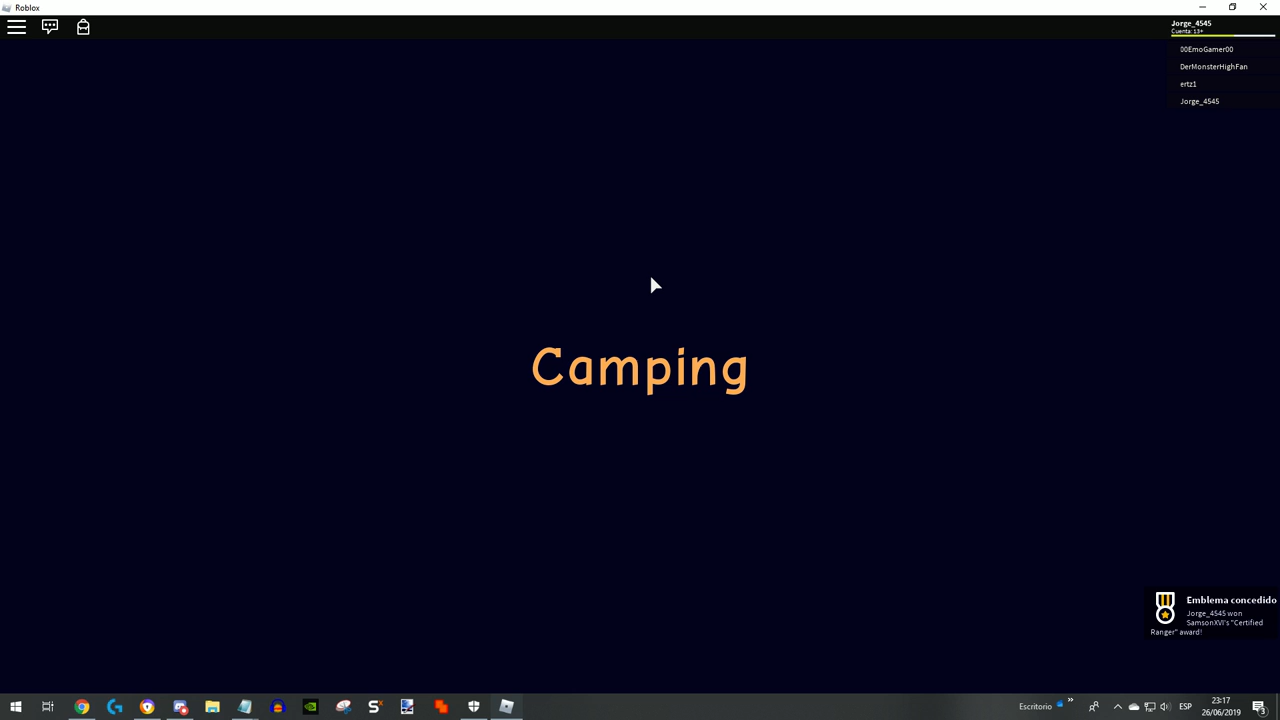 Roblox
Jorge_4545
Cuenta: 13+
00EmoGamer00
DerMonsterHighFan
ertz1
Jorge_4545
Camping
Emblema concedido
Jorge_4545 won
SamsonXVI's "Certified
Ranger" award!
Escritorio
»
ESP
23:17
26/06/2019
3